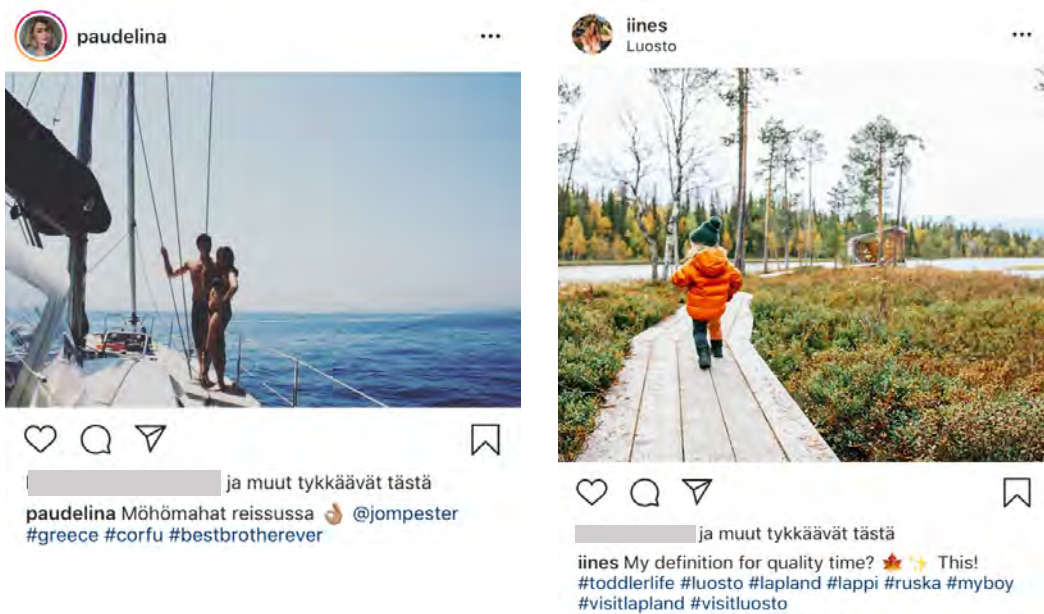 paudelina
ja muut tykkäävät tästä
paudelina Möhömahat reissussa 👌🏼 @jompester
#greece #corfu #bestbrotherever
iines
Luosto
ja muut tykkäävät tästä
iines My definition for quality time? 🍁 ✨ This!
#toddlerlife #luosto #lapland #lappi #ruska #myboy
#visitlapland #visitluosto